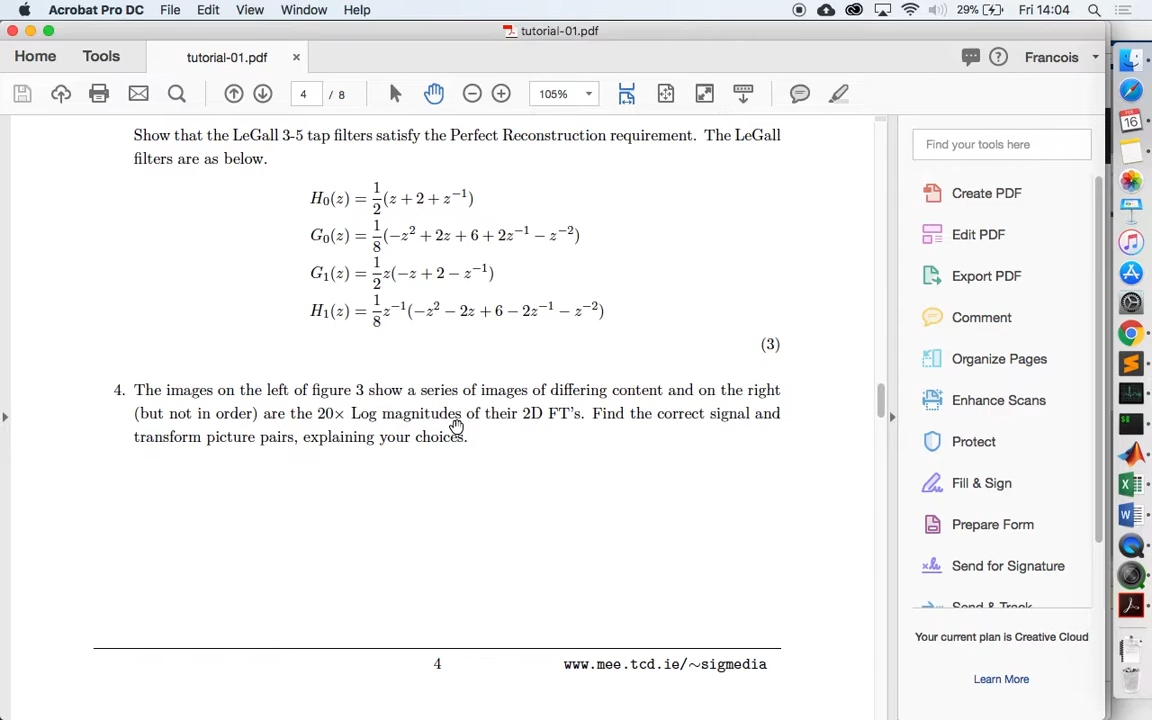 Acrobat Pro DC File Edit View Window Help 29% Fri 14:04
tutorial-01.pdf
Home Tools tutorial-01.pdf × Francois
4 / 8 105%
Show that the LeGall 3-5 tap filters satisfy the Perfect Reconstruction requirement. The LeGall
filters are as below.
H₀(z) = 1/2(z + 2 + z⁻¹)
G₀(z) = 1/8(−z² + 2z + 6 + 2z⁻¹ − z⁻²)
G₁(z) = 1/2z(−z + 2 − z⁻¹)
H₁(z) = 1/8z⁻¹(−z² − 2z + 6 − 2z⁻¹ − z⁻²)
(3)
4. The images on the left of figure 3 show a series of images of differing content and on the right
(but not in order) are the 20× Log magnitudes of their 2D FT's. Find the correct signal and
transform picture pairs, explaining your choices.
4 www.mee.tcd.ie/∼sigmedia
Find your tools here
Create PDF
Edit PDF
Export PDF
Comment
Organize Pages
Enhance Scans
Protect
Fill & Sign
Prepare Form
Send for Signature
Send & Track
Your current plan is Creative Cloud
Learn More
16